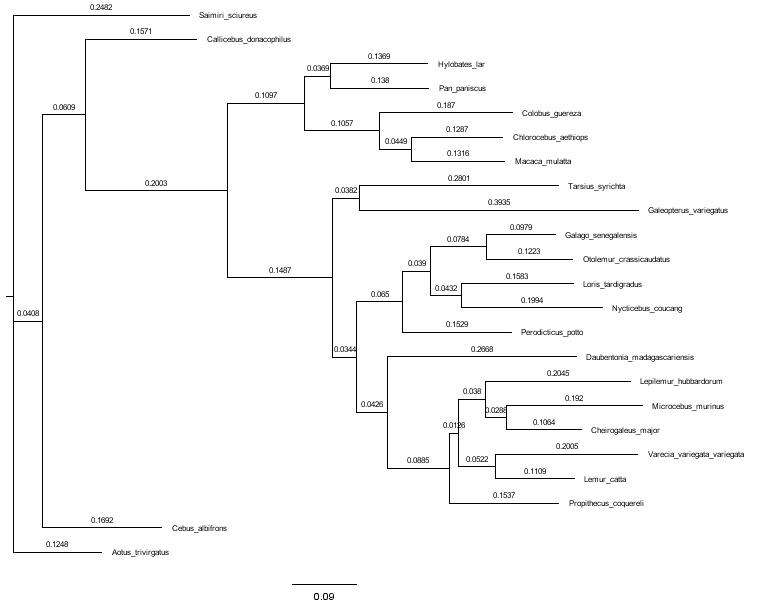 0.2482
Saimiri_sciureus
0.1571
Callicebus_donacophilus
0.1369
Hylobates_lar
0.0369
0.138
Pan_paniscus
0.1097
0.187
Colobus_guereza
0.0609
0.1057
0.1287
Chlorocebus_aethiops
0.0449
0.1316
Macaca_mulatta
0.2003
0.2801
Tarsius_syrichta
0.0382
0.3935
Galeopterus_variegatus
0.0979
Galago_senegalensis
0.0784
0.1223
Otolemur_crassicaudatus
0.039
0.1487
0.1583
Loris_tardigradus
0.0432
0.065
0.1994
Nycticebus_coucang
0.0408
0.1529
Perodicticus_potto
0.0344
0.2668
Daubentonia_madagascariensis
0.2045
Lepilemur_hubbardorum
0.038
0.192
Microcebus_murinus
0.0426
0.0288
0.1064
Cheirogaleus_major
0.0126
0.2005
Varecia_variegata_variegata
0.0885
0.0522
0.1109
Lemur_catta
0.1537
Propithecus_coquereli
0.1692
Cebus_albifrons
0.1248
Aotus_trivirgatus
0.09